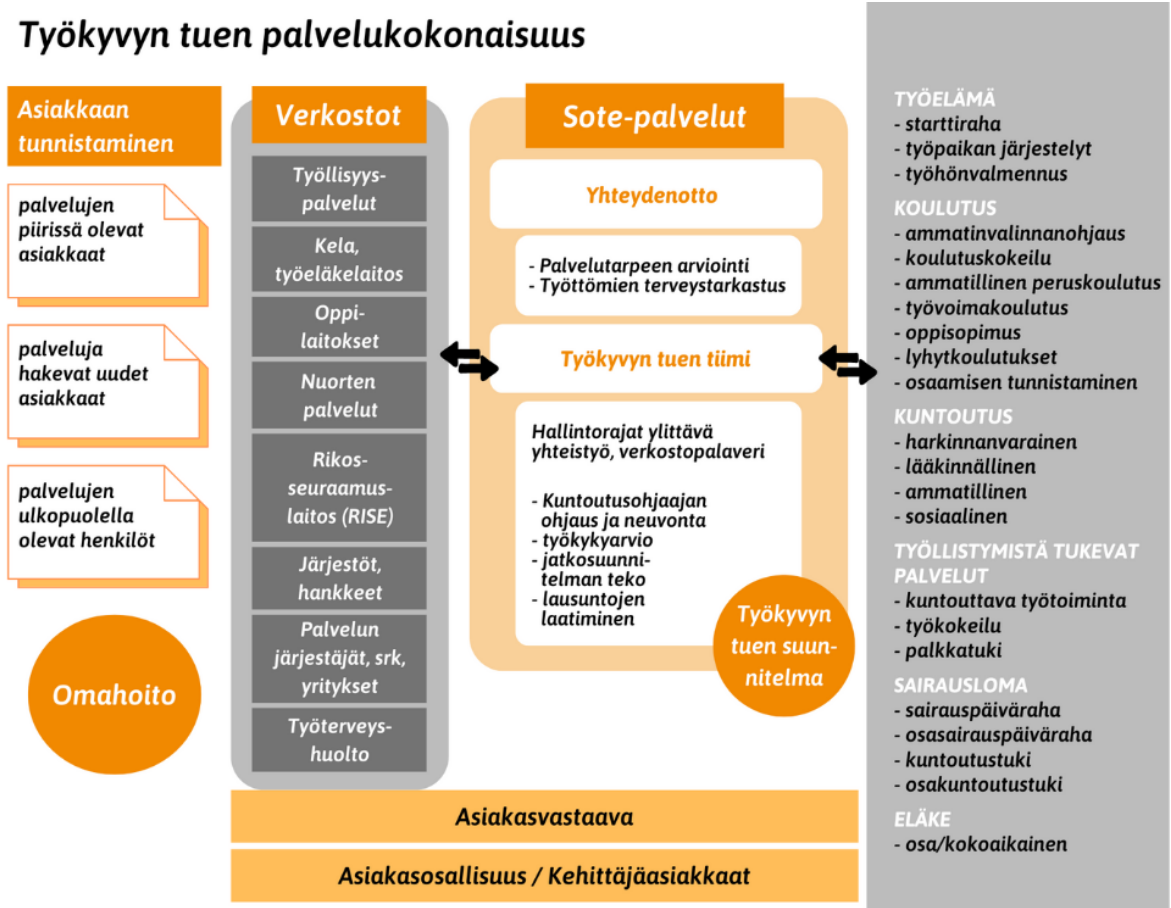 Työkyvyn tuen palvelukokonaisuus
Asiakkaan
tunnistaminen
palvelujen
piirissä olevat
asiakkaat
palveluja
hakevat uudet
asiakkaat
palvelujen
ulkopuolella
olevat henkilöt
Omahoito
Verkostot
Työllisyys-
palvelut
Kela,
työeläkelaitos
Oppi-
laitokset
Nuorten
palvelut
Rikos-
seuraamus-
laitos (RISE)
Järjestöt,
hankkeet
Palvelun
järjestäjät, srk,
yritykset
Työterveys-
huolto
Sote-palvelut
Yhteydenotto
- Palvelutarpeen arviointi
- Työttömien terveystarkastus
Työkyvyn tuen tiimi
Hallintorajat ylittävä
yhteistyö, verkostopalaveri
- Kuntoutusohjaajan
ohjaus ja neuvonta
- työkykyarvio
- jatkosuunni-
telman teko
- lausuntojen
laatiminen
Työkyvyn
tuen suun-
nitelma
Asiakasvastaava
Asiakasosallisuus / Kehittäjäasiakkaat
TYÖELÄMÄ
- starttiraha
- työpaikan järjestelyt
- työhönvalmennus
KOULUTUS
- ammatinvalinnanohjaus
- koulutuskokeilu
- ammatillinen peruskoulutus
- työvoimakoulutus
- oppisopimus
- lyhytkoulutukset
- osaamisen tunnistaminen
KUNTOUTUS
- harkinnanvarainen
- lääkinnällinen
- ammatillinen
- sosiaalinen
TYÖLLISTYMISTÄ TUKEVAT
PALVELUT
- kuntouttava työtoiminta
- työkokeilu
- palkkatuki
SAIRAUSLOMA
- sairauspäiväraha
- osasairauspäiväraha
- kuntoutustuki
- osakuntoutustuki
ELÄKE
- osa/kokoaikainen